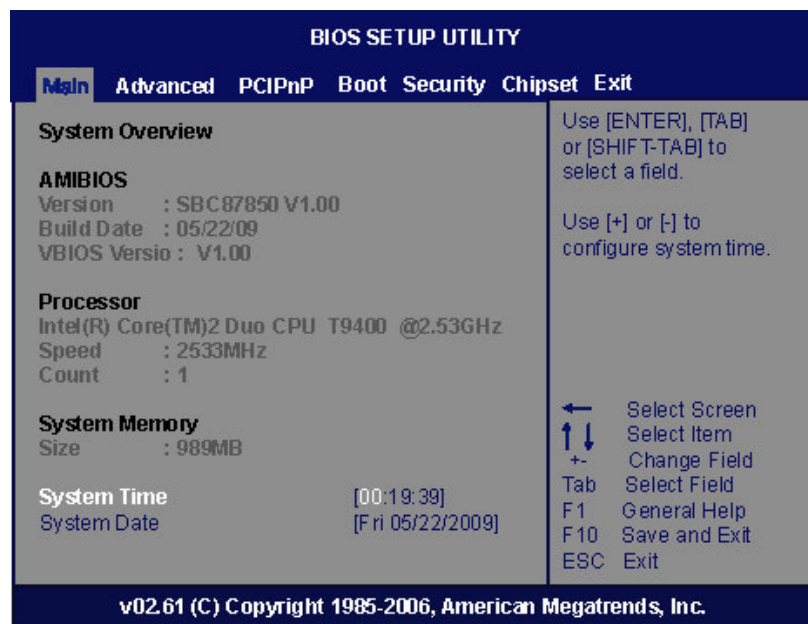 BIOS SETUP UTILITY
Main Advanced PCIPnP Boot Security Chipset Exit
System Overview
AMIBIOS
Version : SBC87850 V1.00
Build Date : 05/22/09
VBIOS Versio : V1.00
Processor
Intel(R) Core(TM)2 Duo CPU T9400 @2.53GHz
Speed : 2533MHz
Count : 1
System Memory
Size : 989MB
System Time [00:19:39]
System Date [Fri 05/22/2009]
Use [ENTER], [TAB]
or [SHIFT-TAB] to
select a field.
Use [+] or [-] to
configure system time.
← Select Screen
↑↓ Select Item
+- Change Field
Tab Select Field
F1 General Help
F10 Save and Exit
ESC Exit
v02.61 (C) Copyright 1985-2006, American Megatrends, Inc.